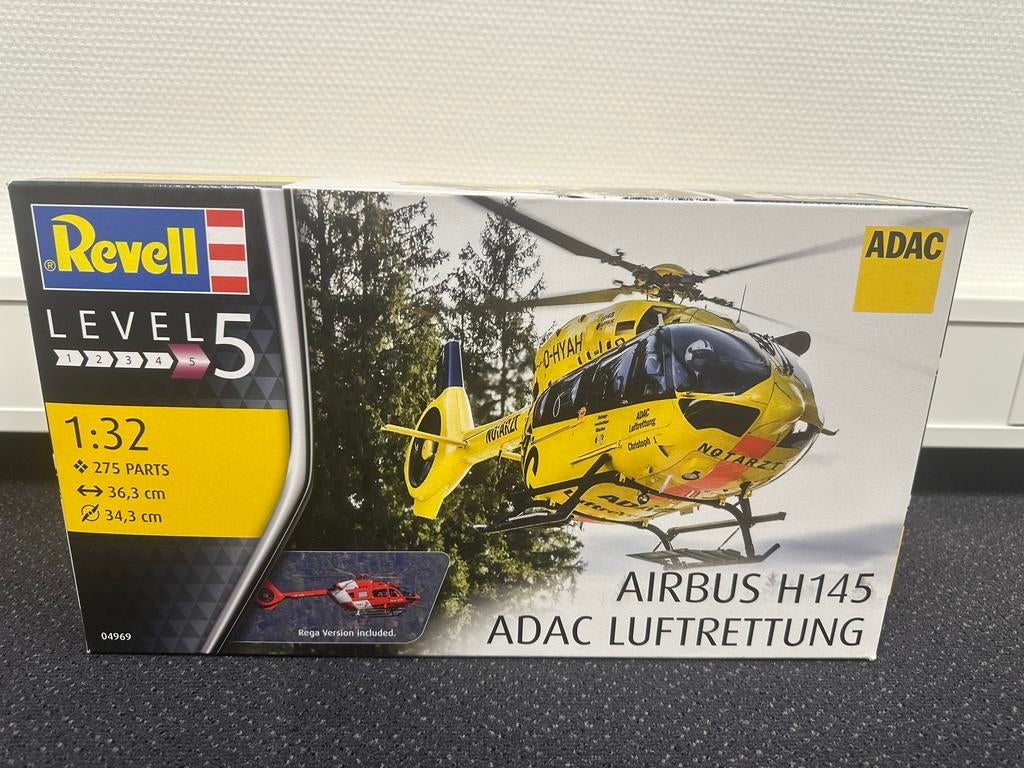 ® Revell
LEVEL 5
1 2 3 4 5
1:32
275 PARTS
36,3 cm
34,3 cm
04969
Rega Version included.
ADAC
D-HYAH
NOTARZT
ADAC
Luftrettung
Christoph 1
NOTARZT
AIRBUS H145
ADAC LUFTRETTUNG